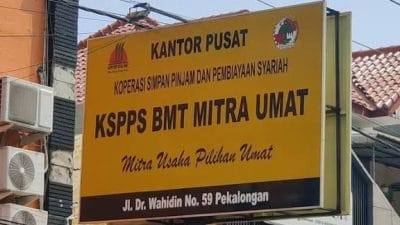 KANTOR PUSAT
KOPERASI SIMPAN PINJAM DAN PEMBIAYAAN SYARIAH
KSPPS BMT MITRA UMAT
Mitra Usaha Pilihan Umat
Jl. Dr. Wahidin No. 59 Pekalongan